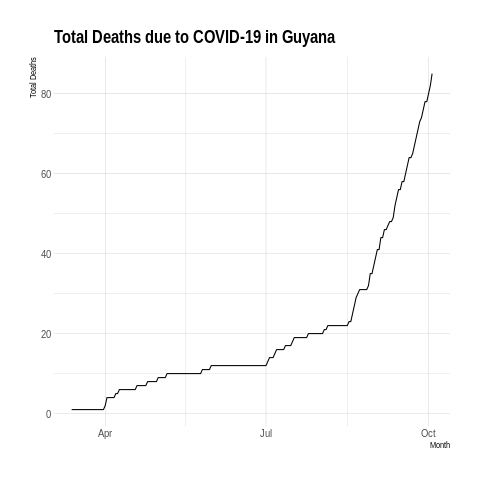 Total Deaths due to COVID-19 in Guyana
Total Deaths
80
60
40
20
0
Apr
Jul
Oct
Month